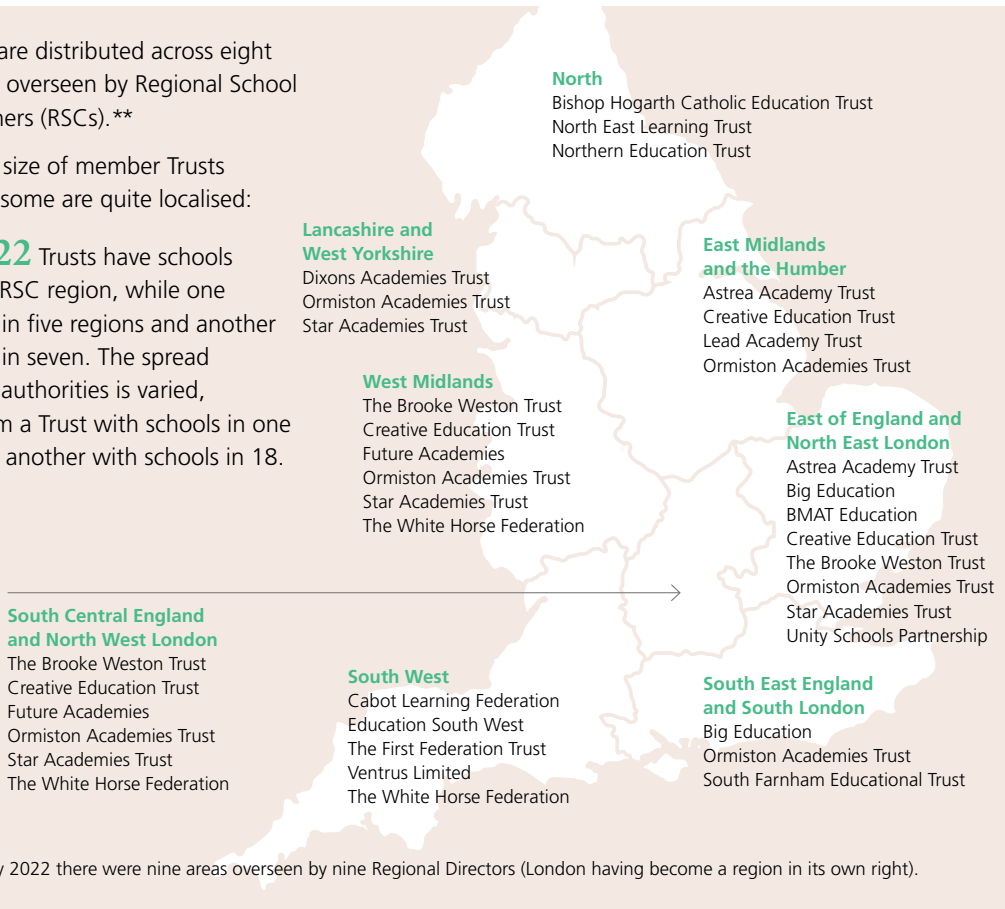 are distributed across eight
overseen by Regional School
ners (RSCs).**
size of member Trusts
some are quite localised:
22 Trusts have schools
RSC region, while one
in five regions and another
in seven. The spread
authorities is varied,
m a Trust with schools in one
another with schools in 18.
North
Bishop Hogarth Catholic Education Trust
North East Learning Trust
Northern Education Trust
Lancashire and
West Yorkshire
Dixons Academies Trust
Ormiston Academies Trust
Star Academies Trust
East Midlands
and the Humber
Astrea Academy Trust
Creative Education Trust
Lead Academy Trust
Ormiston Academies Trust
West Midlands
The Brooke Weston Trust
Creative Education Trust
Future Academies
Ormiston Academies Trust
Star Academies Trust
The White Horse Federation
East of England and
North East London
Astrea Academy Trust
Big Education
BMAT Education
Creative Education Trust
The Brooke Weston Trust
Ormiston Academies Trust
Star Academies Trust
Unity Schools Partnership
South Central England
and North West London
The Brooke Weston Trust
Creative Education Trust
Future Academies
Ormiston Academies Trust
Star Academies Trust
The White Horse Federation
South West
Cabot Learning Federation
Education South West
The First Federation Trust
Ventrus Limited
The White Horse Federation
South East England
and South London
Big Education
Ormiston Academies Trust
South Farnham Educational Trust
y 2022 there were nine areas overseen by nine Regional Directors (London having become a region in its own right).